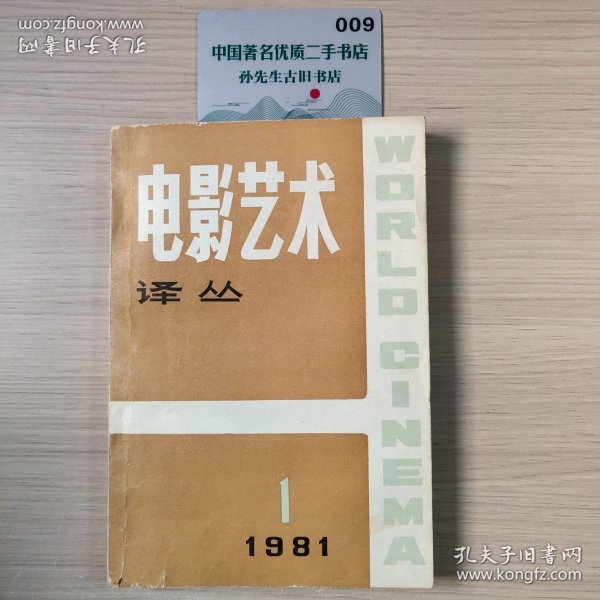 孔夫子旧书网
www.kongfz.com
009
中国著名优质二手书店
孙先生古旧书店
电影艺术
译丛
WORLD CINEMA
1
1981
孔夫子旧书网
www.kongfz.com